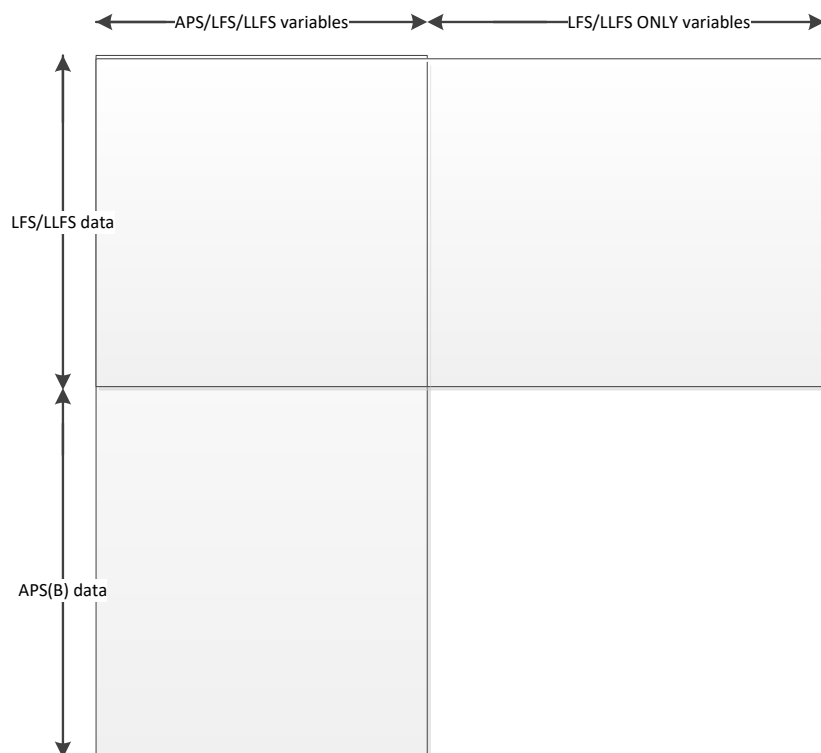 APS/LFS/LLFS variables
LFS/LLFS ONLY variables
LFS/LLFS data
APS(B) data